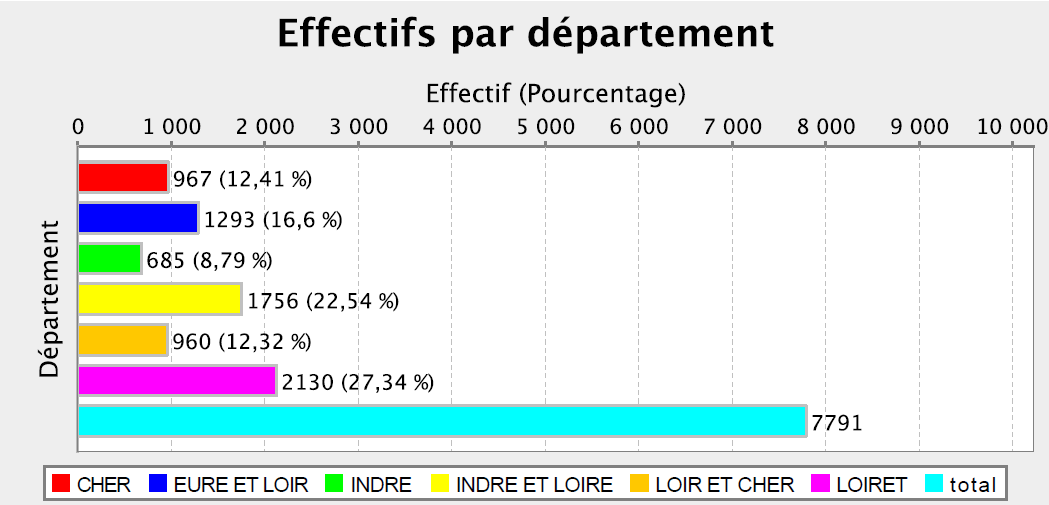 Effectifs par département
Effectif (Pourcentage)
0 1 000 2 000 3 000 4 000 5 000 6 000 7 000 8 000 9 000 10 000
Département
967 (12,41 %)
1293 (16,6 %)
685 (8,79 %)
1756 (22,54 %)
960 (12,32 %)
2130 (27,34 %)
7791
CHER EURE ET LOIR INDRE INDRE ET LOIRE LOIR ET CHER LOIRET total